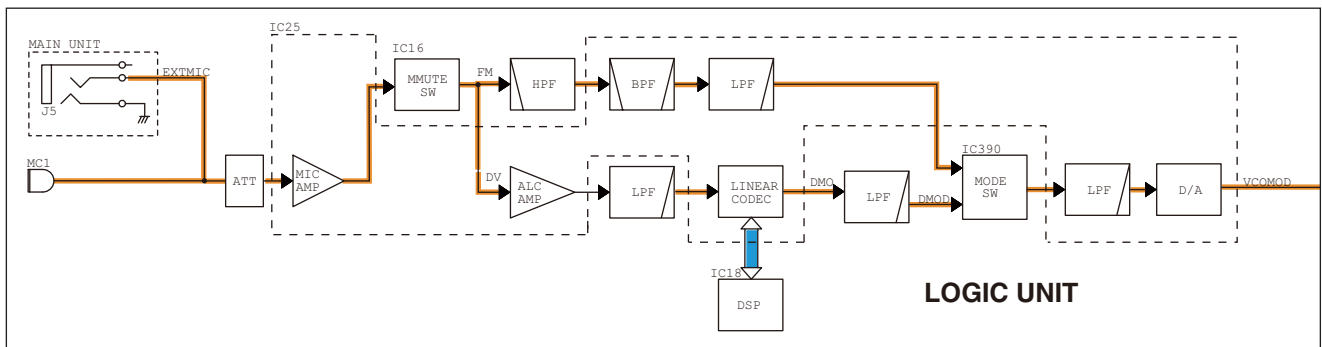 IC25
MAIN UNIT
EXTMIC
J5
MC1
ATT
MIC
AMP
IC16
MMUTE
SW
FM
HPF
BPF
LPF
DV
ALC
AMP
LPF
LINEAR
CODEC
DMO
LPF
DMOD
IC390
MODE
SW
LPF
D/A
VCOMOD
IC18
DSP
LOGIC UNIT